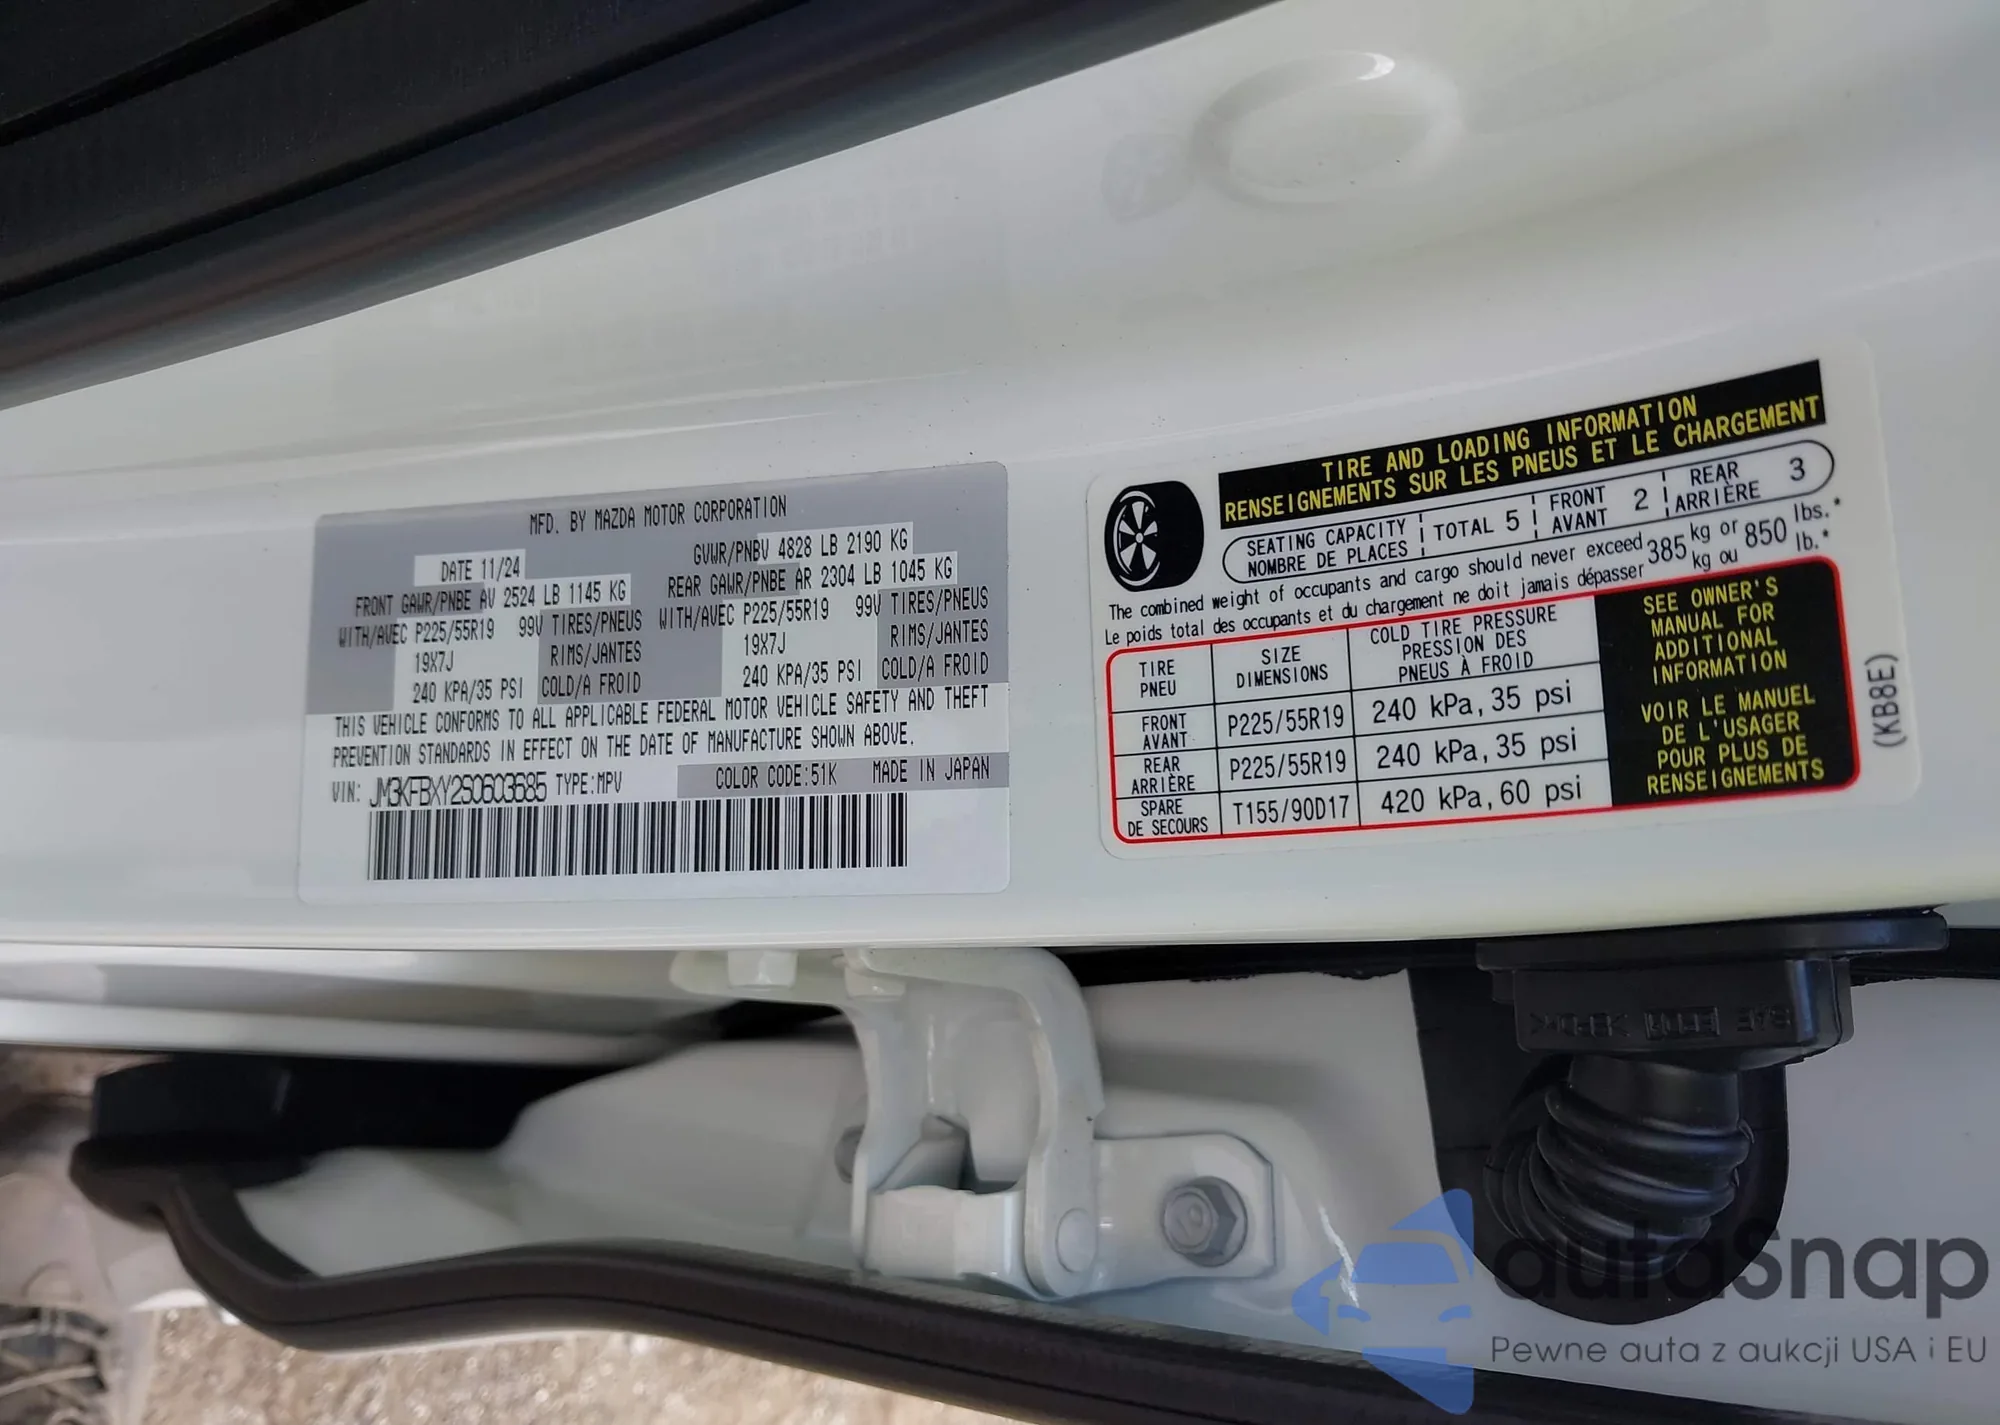 MFD. BY MAZDA MOTOR CORPORATION
DATE 11/24
GVWR/PNBV 4828 LB 2190 KG
FRONT GAWR/PNBE AV 2524 LB 1145 KG
REAR GAWR/PNBE AR 2304 LB 1045 KG
WITH/AVEC P225/55R19 99V TIRES/PNEUS
WITH/AVEC P225/55R19 99V TIRES/PNEUS
19X7J RIMS/JANTES
19X7J RIMS/JANTES
240 KPA/35 PSI COLD/A FROID
240 KPA/35 PSI COLD/A FROID
THIS VEHICLE CONFORMS TO ALL APPLICABLE FEDERAL MOTOR VEHICLE SAFETY AND THEFT
PREVENTION STANDARDS IN EFFECT ON THE DATE OF MANUFACTURE SHOWN ABOVE.
VIN: JM3KFBXY2S0603685 TYPE:MPV
COLOR CODE:51K MADE IN JAPAN
TIRE AND LOADING INFORMATION
RENSEIGNEMENTS SUR LES PNEUS ET LE CHARGEMENT
SEATING CAPACITY
NOMBRE DE PLACES
TOTAL 5
FRONT
AVANT
2
REAR
ARRIÈRE
3
The combined weight of occupants and cargo should never exceed 385 kg or 850 lbs.*
Le poids total des occupants et du chargement ne doit jamais dépasser kg ou lb.*
TIRE
PNEU
SIZE
DIMENSIONS
COLD TIRE PRESSURE
PRESSION DES
PNEUS À FROID
FRONT
AVANT
P225/55R19
240 kPa, 35 psi
REAR
ARRIÈRE
P225/55R19
240 kPa, 35 psi
SPARE
DE SECOURS
T155/90D17
420 kPa, 60 psi
SEE OWNER'S
MANUAL FOR
ADDITIONAL
INFORMATION
VOIR LE MANUEL
DE L'USAGER
POUR PLUS DE
RENSEIGNEMENTS
(KB8E)
autaSnap
Pewne auta z aukcji USA i EU